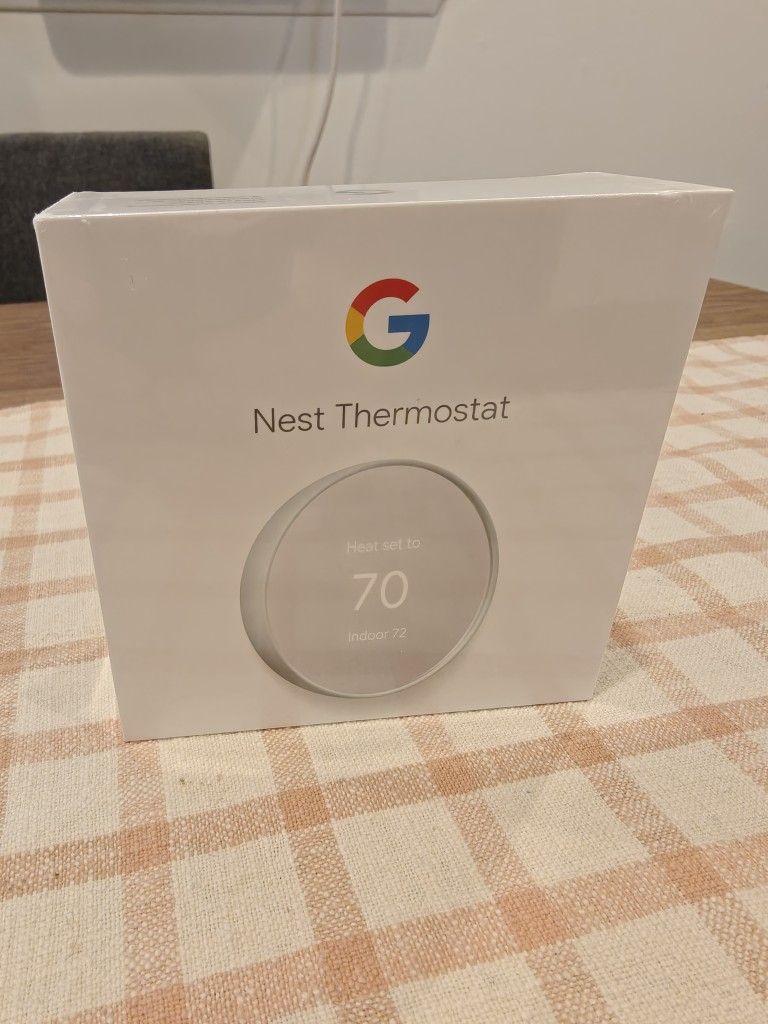 G
Nest Thermostat
Heat set to
70
Indoor 72